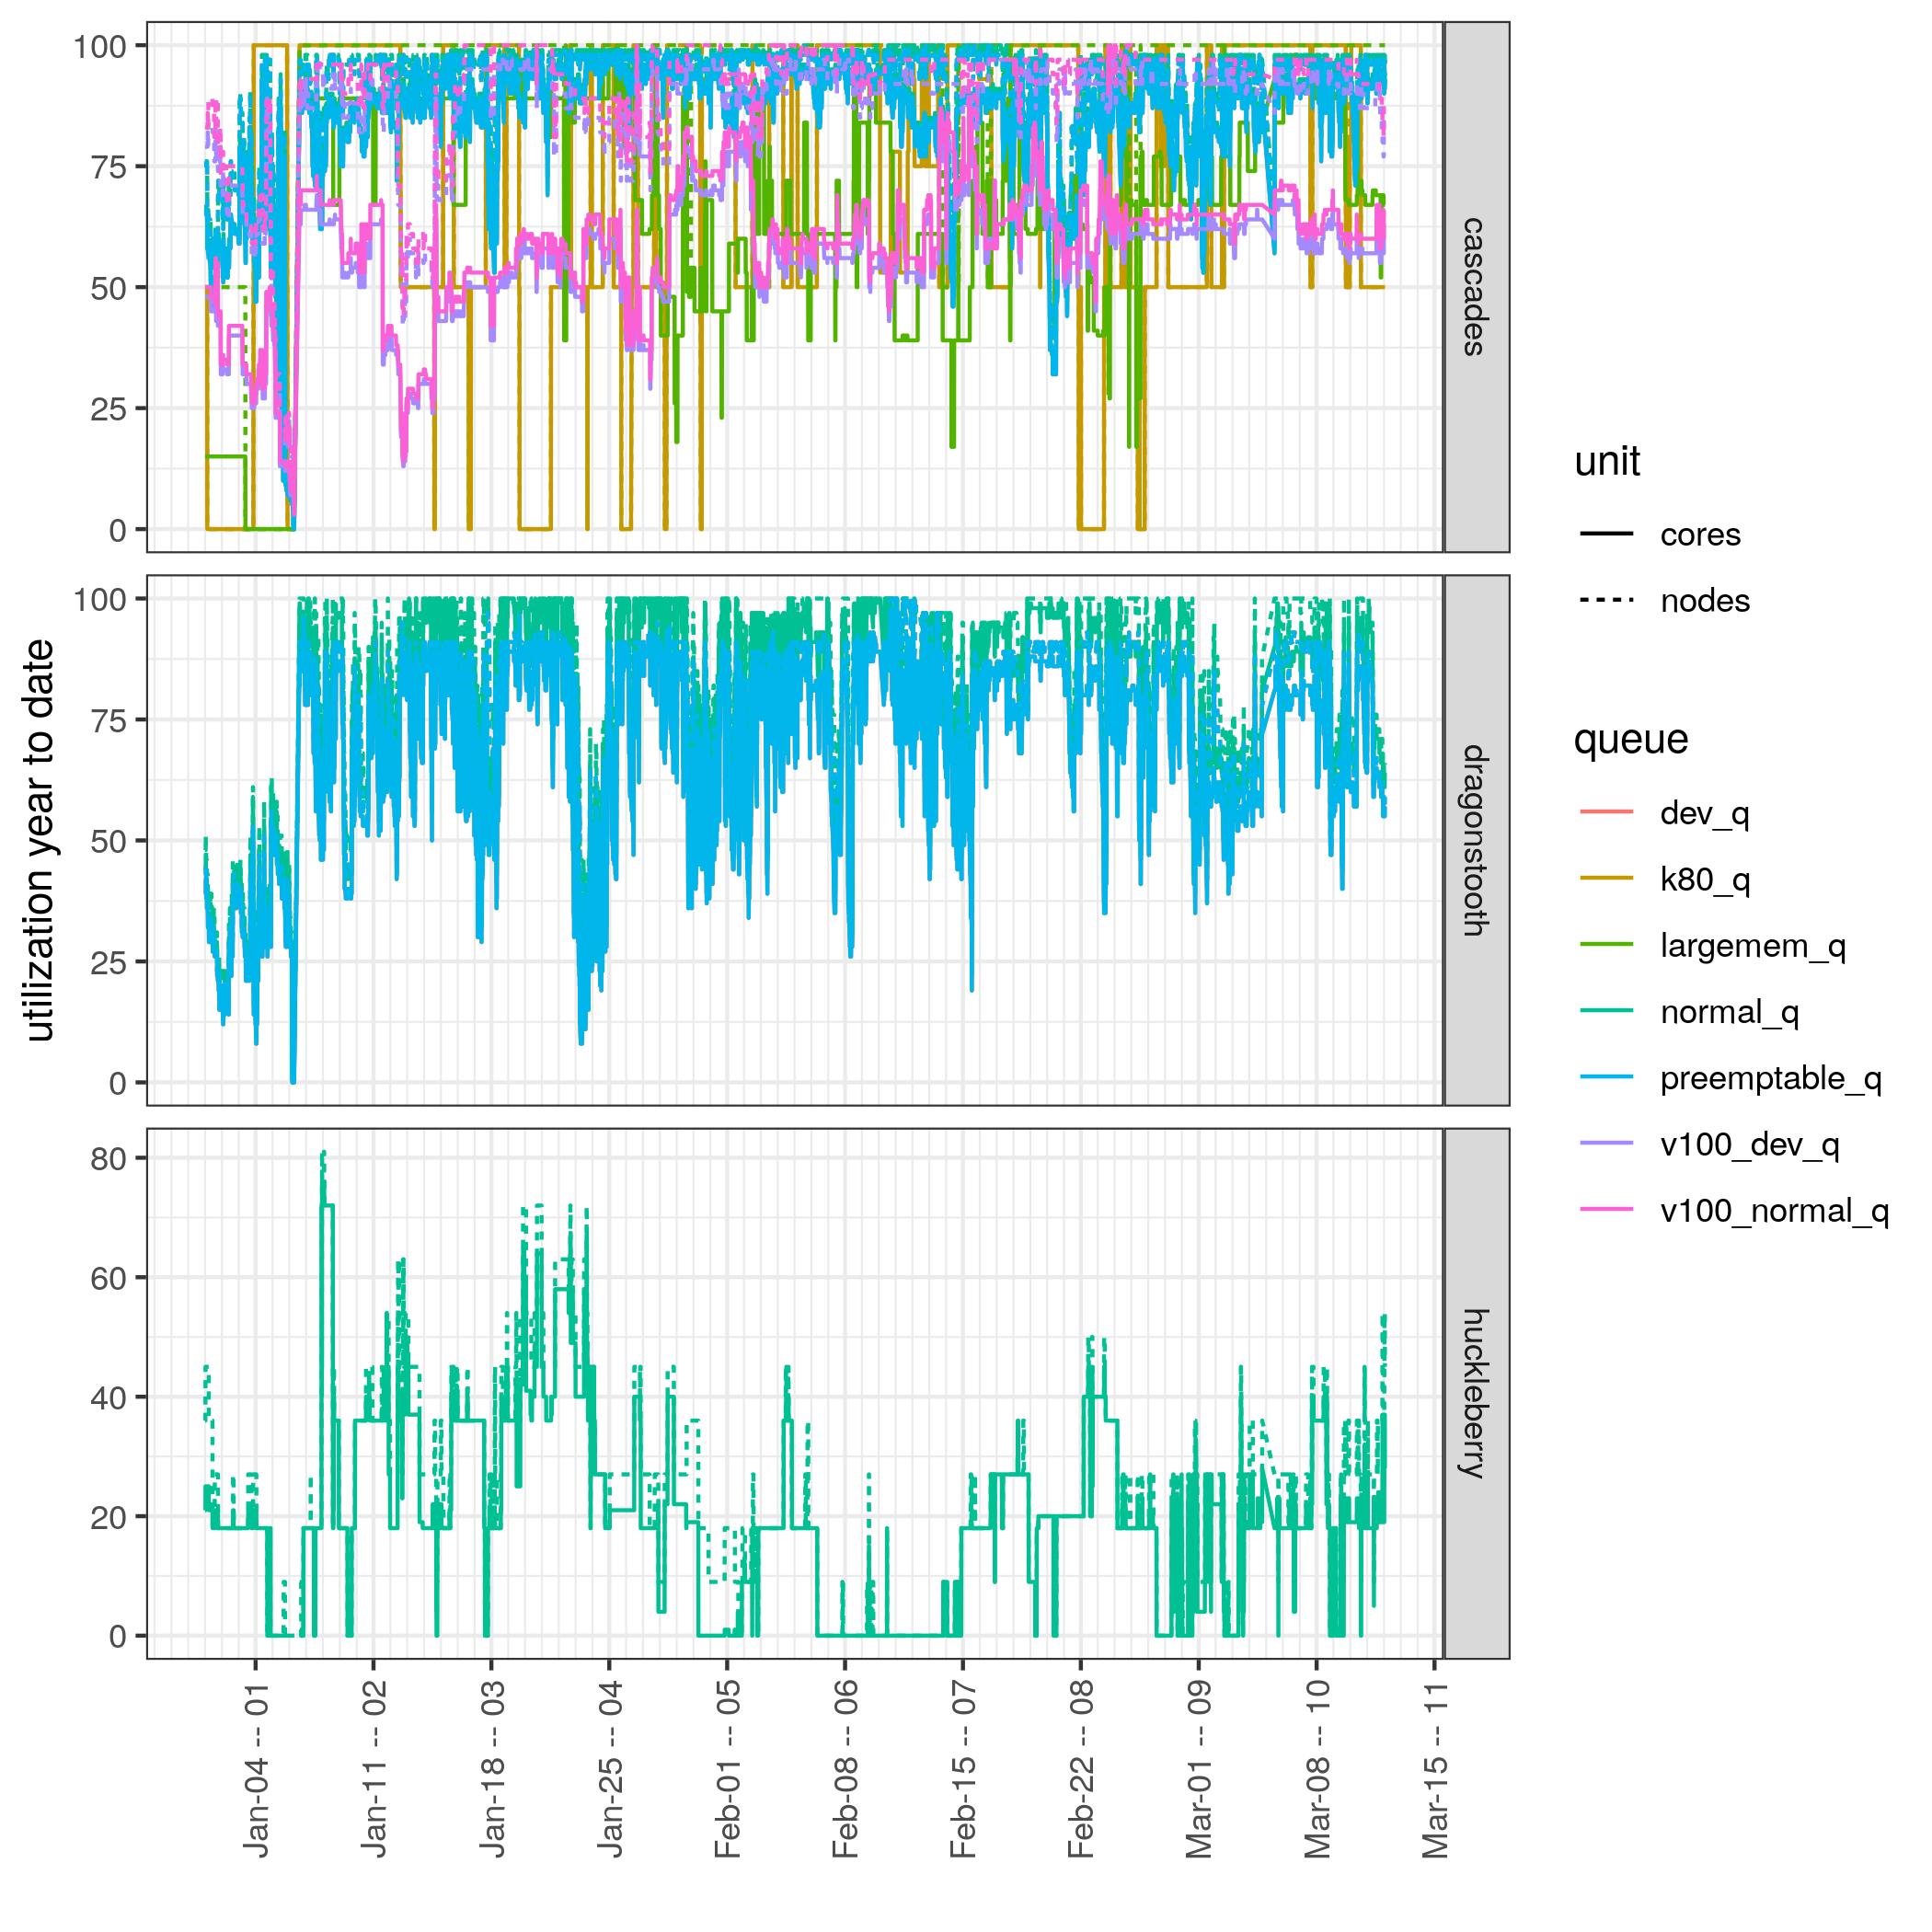 utilization year to date
100
75
50
25
0
cascades
100
75
50
25
0
dragonstooth
80
60
40
20
0
huckleberry
Jan-04 -- 01
Jan-11 -- 02
Jan-18 -- 03
Jan-25 -- 04
Feb-01 -- 05
Feb-08 -- 06
Feb-15 -- 07
Feb-22 -- 08
Mar-01 -- 09
Mar-08 -- 10
Mar-15 -- 11
unit
cores
nodes
queue
dev_q
k80_q
largemem_q
normal_q
preemptable_q
v100_dev_q
v100_normal_q